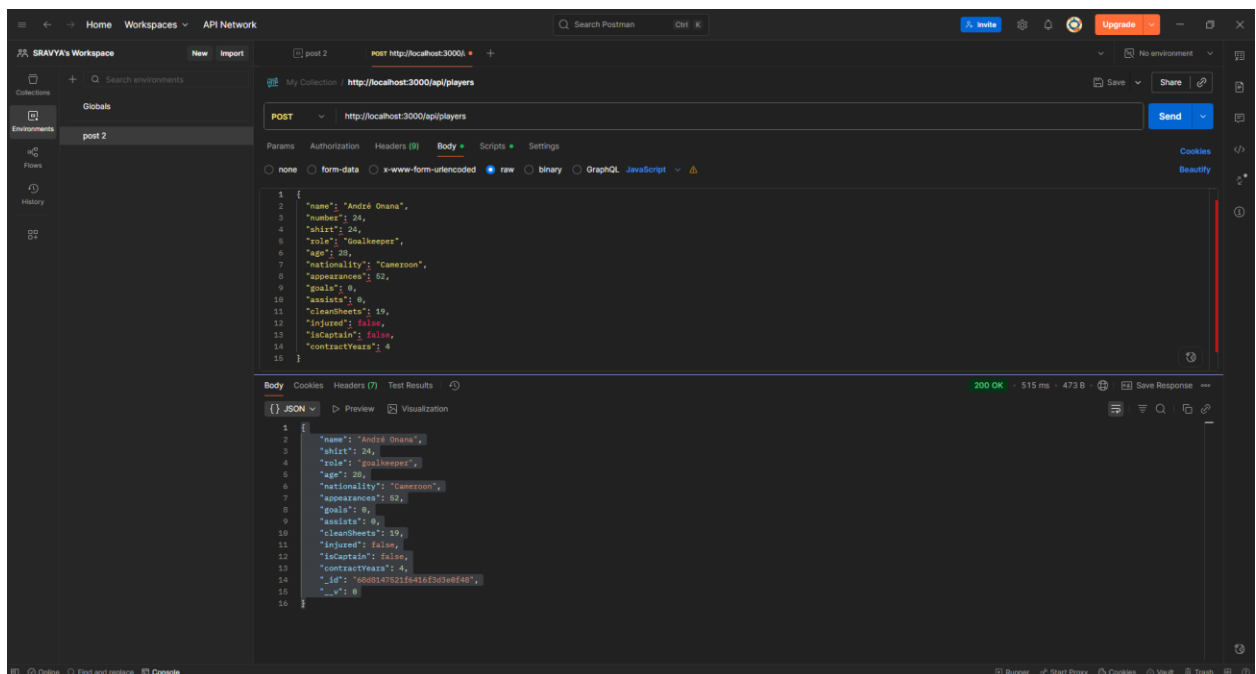 Home Workspaces API Network Search Postman Ctrl K Invite Upgrade
SRAVYA's Workspace New Import post 2 POST http://localhost:3000/ No environment
Collections
Search environments
My Collection / http://localhost:3000/api/players Save Share
Globals
Environments
post 2
POST http://localhost:3000/api/players Send
Flows
History
Params Authorization Headers (9) Body Scripts Settings Cookies
none form-data x-www-form-urlencoded raw binary GraphQL JavaScript Beautify
1 {
2 "name": "André Onana",
3 "number": 24,
4 "shirt": 24,
5 "role": "Goalkeeper",
6 "age": 28,
7 "nationality": "Cameroon",
8 "appearances": 52,
9 "goals": 0,
10 "assists": 0,
11 "cleanSheets": 19,
12 "injured": false,
13 "isCaptain": false,
14 "contractYears": 4
15 }
Body Cookies Headers (7) Test Results 200 OK 515 ms 473 B Save Response
{} JSON Preview Visualization
1 {
2 "name": "André Onana",
3 "shirt": 24,
4 "role": "goalkeeper",
5 "age": 28,
6 "nationality": "Cameroon",
7 "appearances": 52,
8 "goals": 0,
9 "assists": 0,
10 "cleanSheets": 19,
11 "injured": false,
12 "isCaptain": false,
13 "contractYears": 4,
14 "_id": "68d8147521f6416f3d3e0f48",
15 "__v": 0
16 }
Online Find and replace Console Runner Start Proxy Cookies Vault Trash